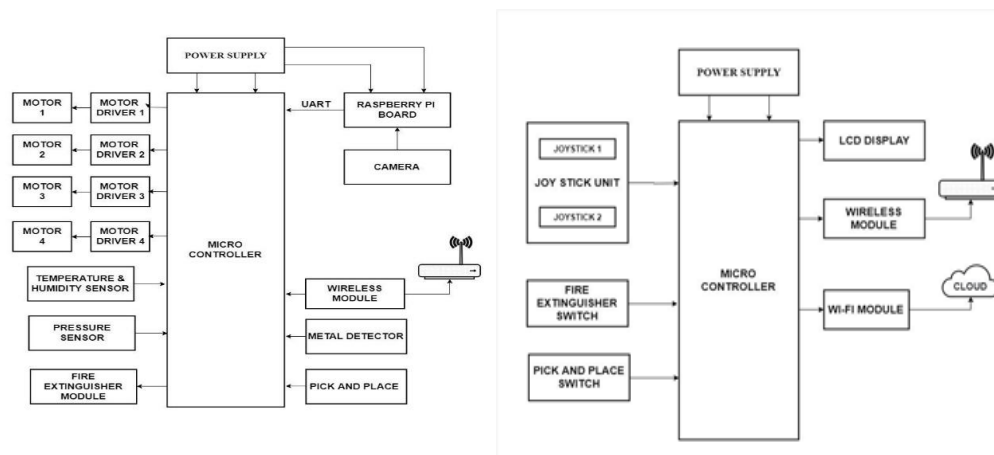 POWER SUPPLY
MOTOR
1
MOTOR
DRIVER 1
UART
RASPBERRY PI
BOARD
MOTOR
2
MOTOR
DRIVER 2
CAMERA
MOTOR
3
MOTOR
DRIVER 3
MOTOR
4
MOTOR
DRIVER 4
MICRO
CONTROLLER
TEMPERATURE &
HUMIDITY SENSOR
WIRELESS
MODULE
PRESSURE
SENSOR
METAL DETECTOR
FIRE
EXTINGUISHER
MODULE
PICK AND PLACE
POWER SUPPLY
JOYSTICK 1
JOY STICK UNIT
JOYSTICK 2
LCD DISPLAY
WIRELESS
MODULE
MICRO
CONTROLLER
FIRE
EXTINGUISHER
SWITCH
CLOUD
WI-FI MODULE
PICK AND PLACE
SWITCH